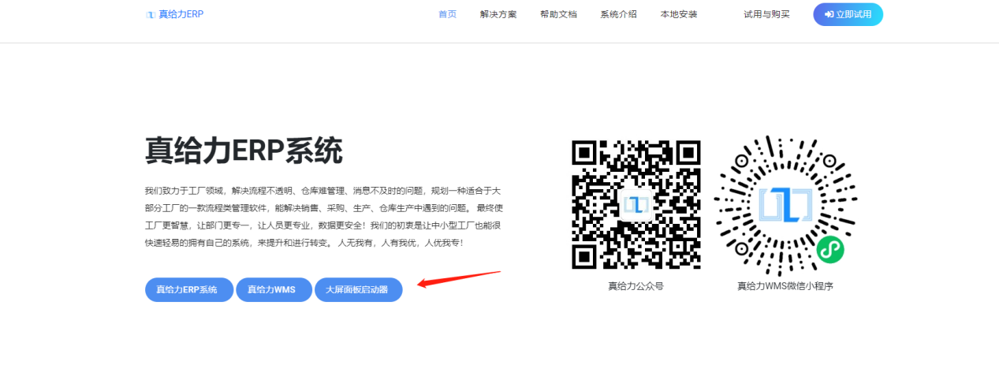 真给力ERP
首页 解决方案 帮助文档 系统介绍 本地安装 试用与购买 立即试用
真给力ERP系统
我们致力于工厂领域，解决流程不透明、仓库难管理、消息不及时的问题，规划一种适合于大
部分工厂的一款流程类管理软件，能解决销售、采购、生产、仓库生产中遇到的问题。 最终使
工厂更智慧，让部门更专一，让人员更专业，数据更安全！我们的初衷是让中小型工厂也能很
快速轻易的拥有自己的系统，来提升和进行转变。 人无我有，人有我优，人优我专！
真给力ERP系统 真给力WMS 大屏面板启动器
真给力公众号 真给力WMS微信小程序